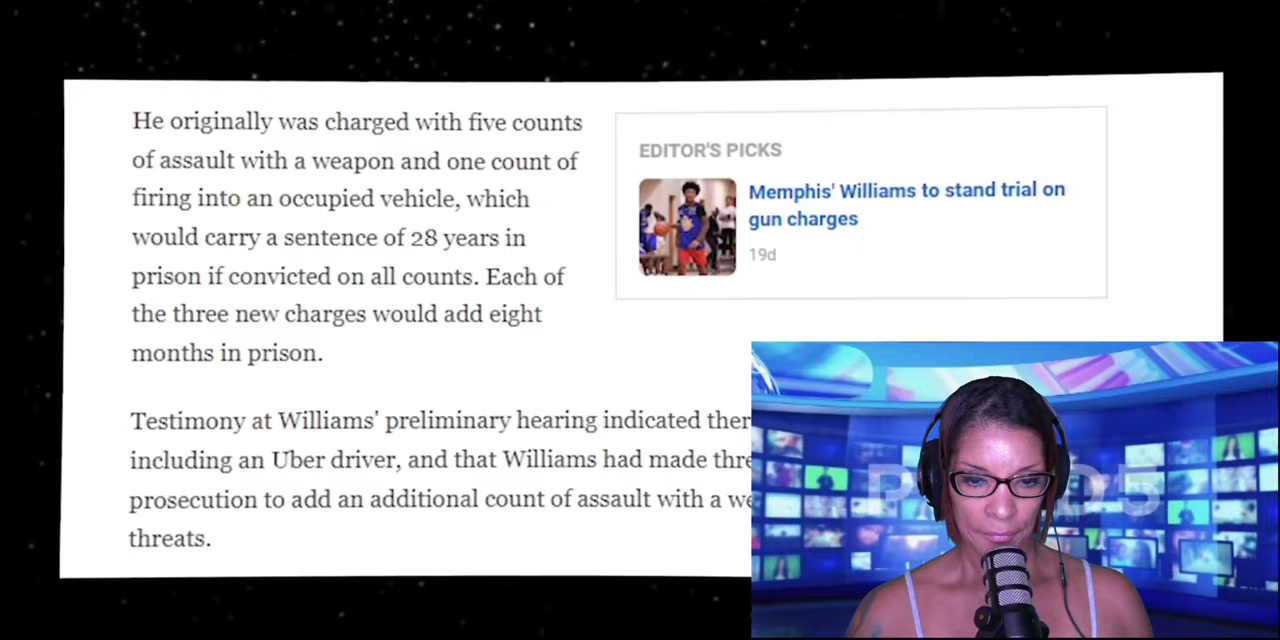 He originally was charged with five counts
of assault with a weapon and one count of
firing into an occupied vehicle, which
would carry a sentence of 28 years in
prison if convicted on all counts. Each of
the three new charges would add eight
months in prison.
EDITOR'S PICKS
Memphis' Williams to stand trial on
gun charges
19d
Testimony at Williams' preliminary hearing indicated
including an Uber driver, and that Williams had made
prosecution to add an additional count of assault with a
threats.